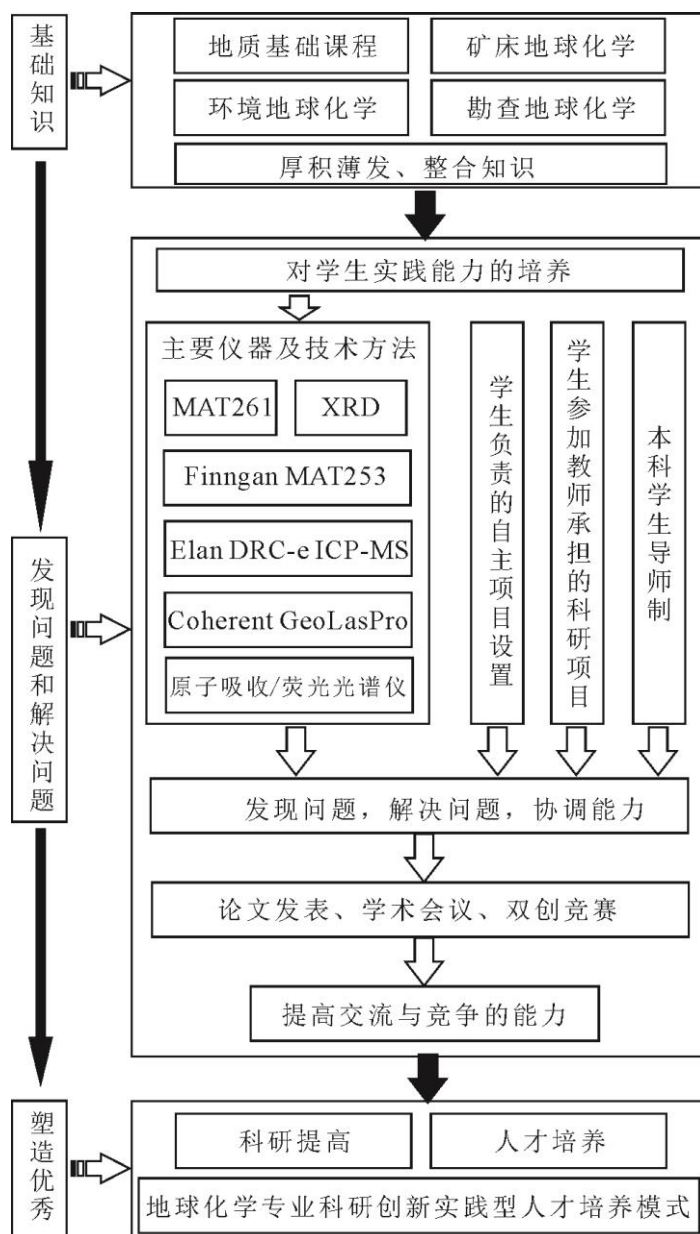 基础知识
地质基础课程
矿床地球化学
环境地球化学
勘查地球化学
厚积薄发、整合知识
发现问题和解决问题
对学生实践能力的培养
主要仪器及技术方法
MAT261
XRD
Finngan MAT253
Elan DRC-e ICP-MS
Coherent GeoLasPro
原子吸收/荧光光谱仪
学生负责的自主项目设置
学生参加教师承担的科研项目
本科学生导师制
发现问题，解决问题，协调能力
论文发表、学术会议、双创竞赛
提高交流与竞争的能力
塑造优秀
科研提高
人才培养
地球化学专业科研创新实践型人才培养模式